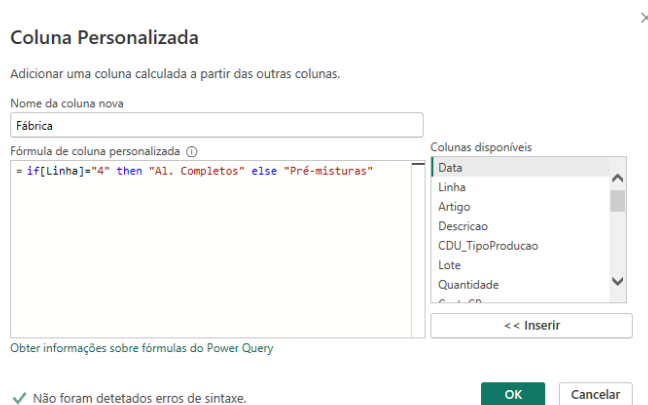 Coluna Personalizada
Adicionar uma coluna calculada a partir das outras colunas.
Nome da coluna nova
Fábrica
Fórmula de coluna personalizada
= if[Linha]="4" then "Al. Completos" else "Pré-misturas"
Colunas disponíveis
Data
Linha
Artigo
Descricao
CDU_TipoProducao
Lote
Quantidade
<< Inserir
Obter informações sobre fórmulas do Power Query
Não foram detetados erros de sintaxe.
OK
Cancelar